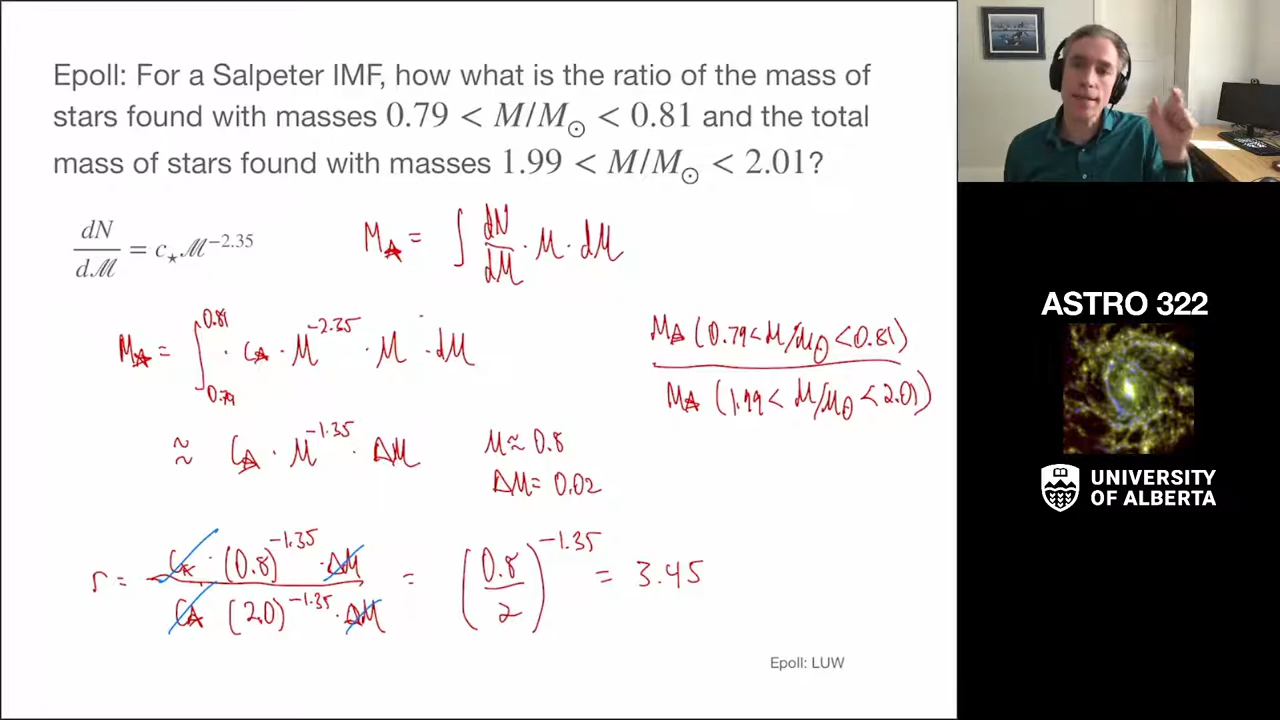 Epoll: For a Salpeter IMF, how what is the ratio of the mass of
stars found with masses 0.79 < M/M⊙ < 0.81 and the total
mass of stars found with masses 1.99 < M/M⊙ < 2.01?
dN/dℳ = c⋆ℳ^−2.35
M⋆ = ∫ dN/dM · M · dM
M⋆ = ∫_0.79^0.81 · C⋆ · M^−2.35 · M · dM
M⋆ (0.79 < M/M⊙ < 0.81)
M⋆ (1.99 < M/M⊙ < 2.01)
≈ C⋆ · M^−1.35 · ΔM
M ≈ 0.8
ΔM = 0.02
r = C⋆ · (0.8)^−1.35 · ΔM / C⋆ (2.0)^−1.35 · ΔM = (0.8/2)^−1.35 = 3.45
Epoll: LUW
ASTRO 322
UNIVERSITY
OF ALBERTA